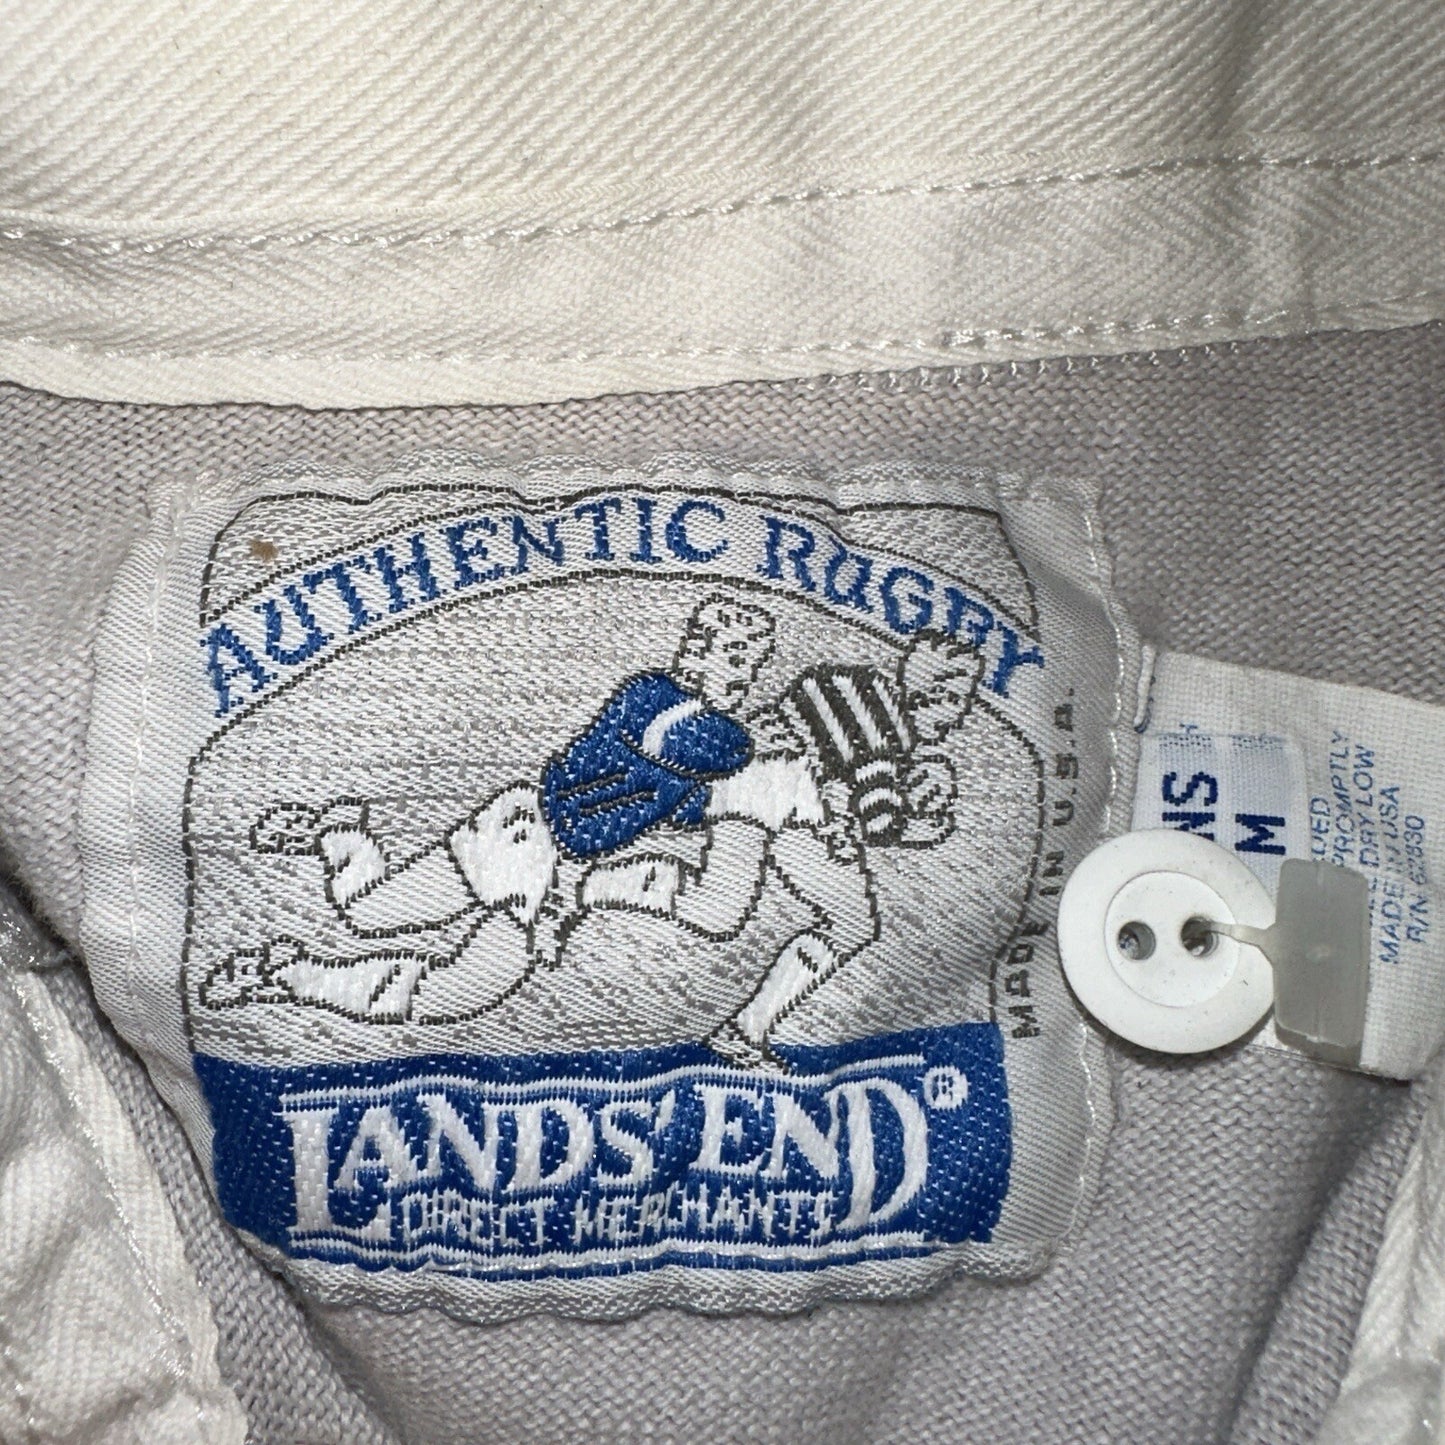 AUTHENTIC RUGBY
MADE IN U.S.A.
LANDS' END®
DIRECT MERCHANTS
M
PROMPTLY
DRY LOW
MADE IN USA